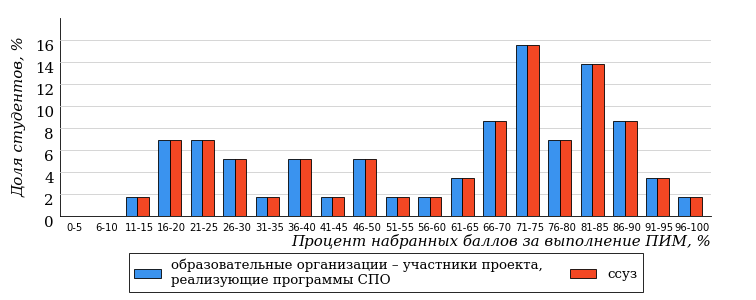 Доля студентов, %
16
14
12
10
8
6
4
2
0
0-5 6-10 11-15 16-20 21-25 26-30 31-35 36-40 41-45 46-50 51-55 56-60 61-65 66-70 71-75 76-80 81-85 86-90 91-95 96-100
Процент набранных баллов за выполнение ПИМ, %
образовательные организации – участники проекта,
реализующие программы СПО
ссуз